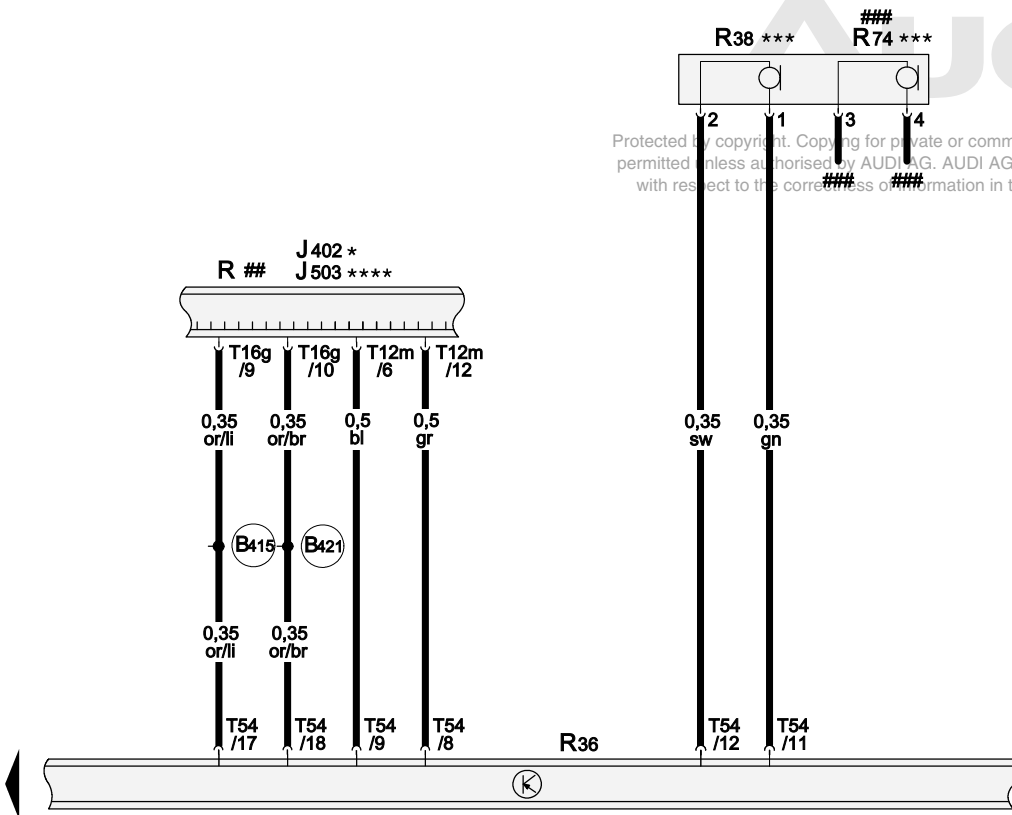 Au
###
R38 *** R74 ***
2 1 3 4
Protected by copyright. Copying for private or comm
permitted unless authorised by AUDI AG. AUDI AG
with respect to the correctness of information in t
### ###
J402 *
R ## J503 ****
T16g T16g T12m T12m
/9 /10 /6 /12
0,35 0,35 0,5 0,5 0,35 0,35
or/li or/br bl gr sw gn
B415 B421
0,35 0,35
or/li or/br
T54 T54 T54 T54 T54 T54
/17 /18 /9 /8 R36 /12 /11